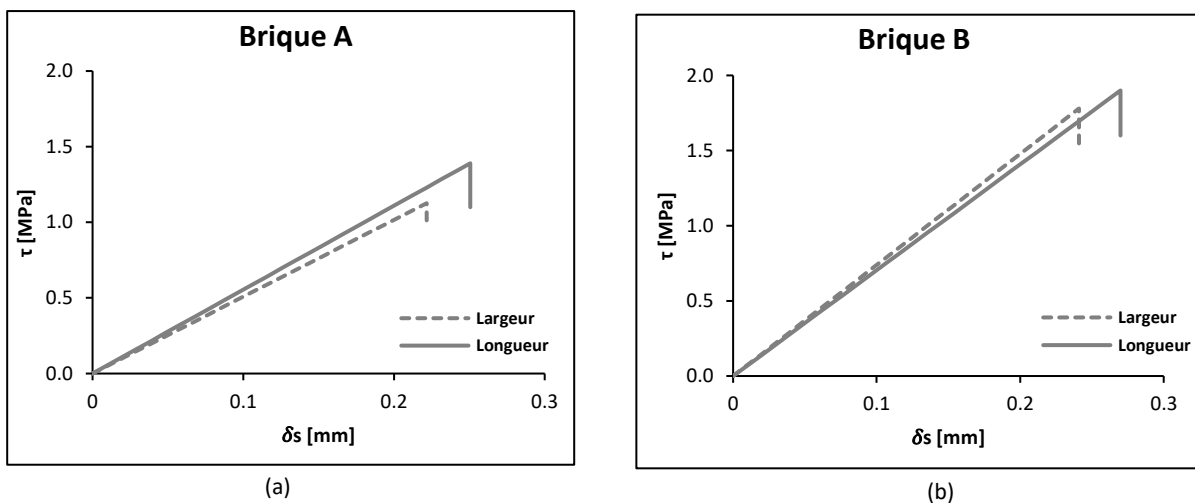 Brique A
2.0
1.5
1.0
0.5
0.0
τ [MPa]
0
0.1
0.2
0.3
δs [mm]
Largeur
Longueur
(a)
Brique B
2.0
1.5
1.0
0.5
0.0
τ [MPa]
0
0.1
0.2
0.3
δs [mm]
Largeur
Longueur
(b)